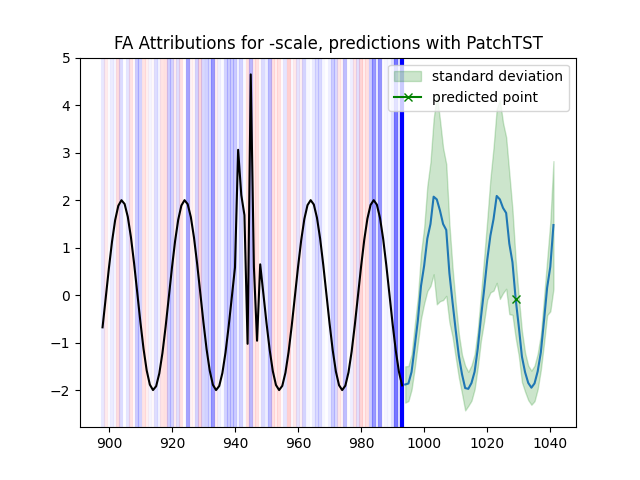 FA Attributions for -scale, predictions with PatchTST
standard deviation
predicted point
5
4
3
2
1
0
−1
−2
900 920 940 960 980 1000 1020 1040